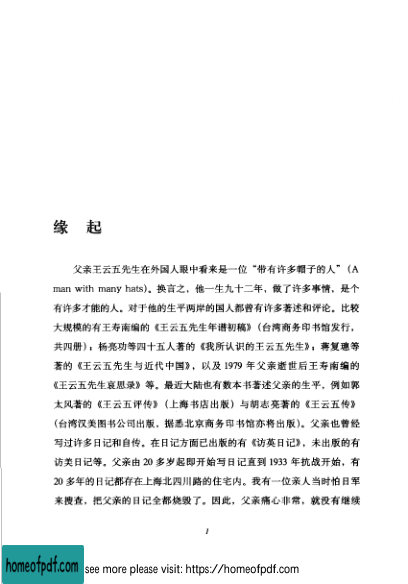 缘 起
父亲王云五先生在外国人眼中看来是一位“带有许多帽子的人”（A
man with many hats）。换言之，他一生九十二年，做了许多事情，是个
有许多才能的人。对于他的生平两岸的国人都曾有许多著述和评论。比较
大规模的有王寿南编的《王云五先生年谱初稿》（台湾商务印书馆发行，
共四册）；杨亮功等四十五人著的《我所认识的王云五先生》；蒋复璁等
著的《王云五先生与近代中国》，以及 1979 年父亲逝世后王寿南编的
《王云五先生哀思录》等。最近大陆也有数本书著述父亲的生平，例如郭
太风著的《王云五评传》（上海书店出版）与胡志亮著的《王云五传》
（台湾汉美图书公司出版，据悉北京商务印书馆亦将出版）。父亲也曾经
写过许多日记和自传。在日记方面已出版的有《访英日记》，未出版的有
访美日记等。父亲由 20 多岁起即开始写日记直到 1933 年抗战开始，有
20 多年的日记都存在上海北四川路的住宅内。我有一位亲人当时怕日军
来搜查，把父亲的日记全都烧毁了。因此，父亲痛心非常，就没有继续
1
homeofpdf.com
see more please visit: https://homeofpdf.com